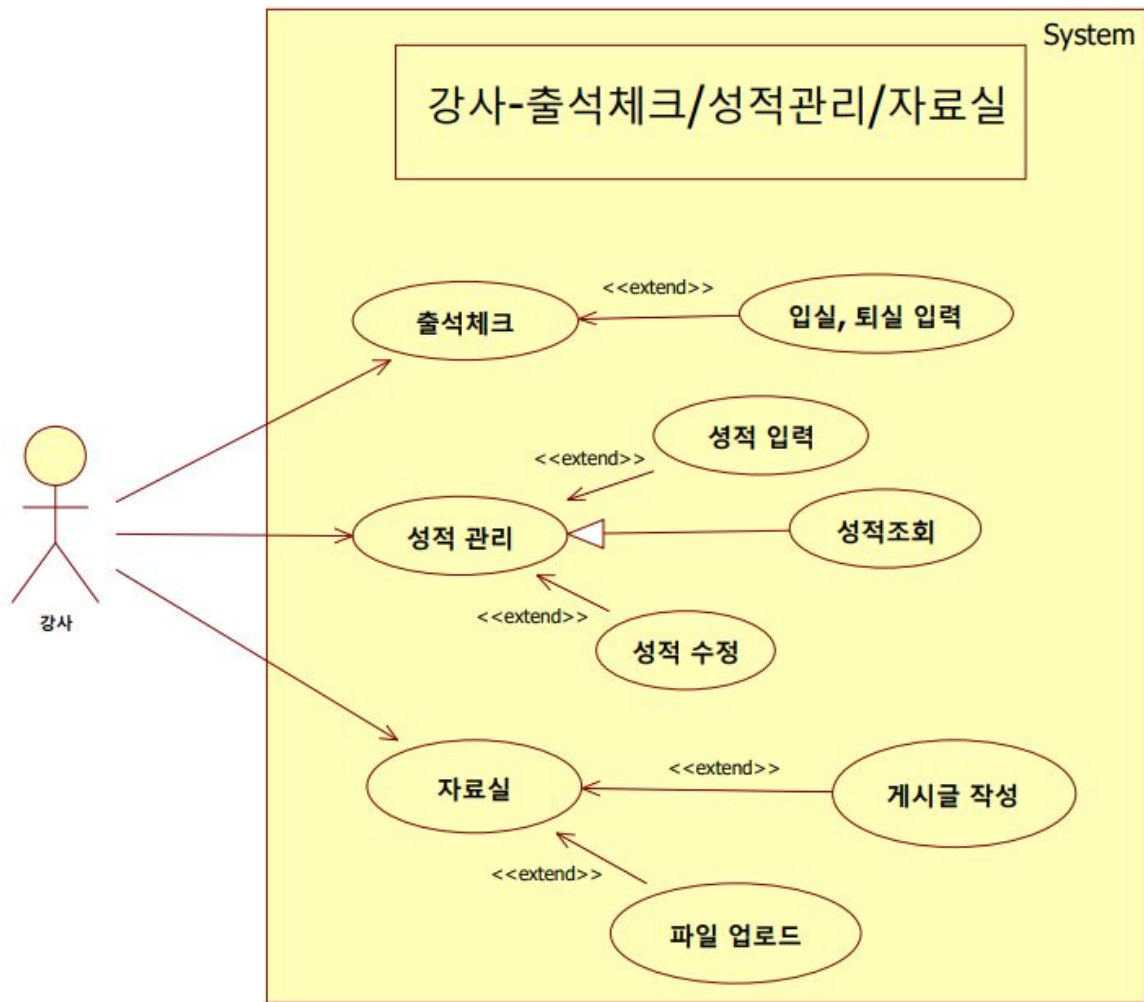 System
강사-출석체크/성적관리/자료실
<<extend>>
출석체크
입실, 퇴실 입력
셩적 입력
<<extend>>
성적 관리
성적조회
<<extend>>
성적 수정
강사
<<extend>>
자료실
게시글 작성
<<extend>>
파일 업로드